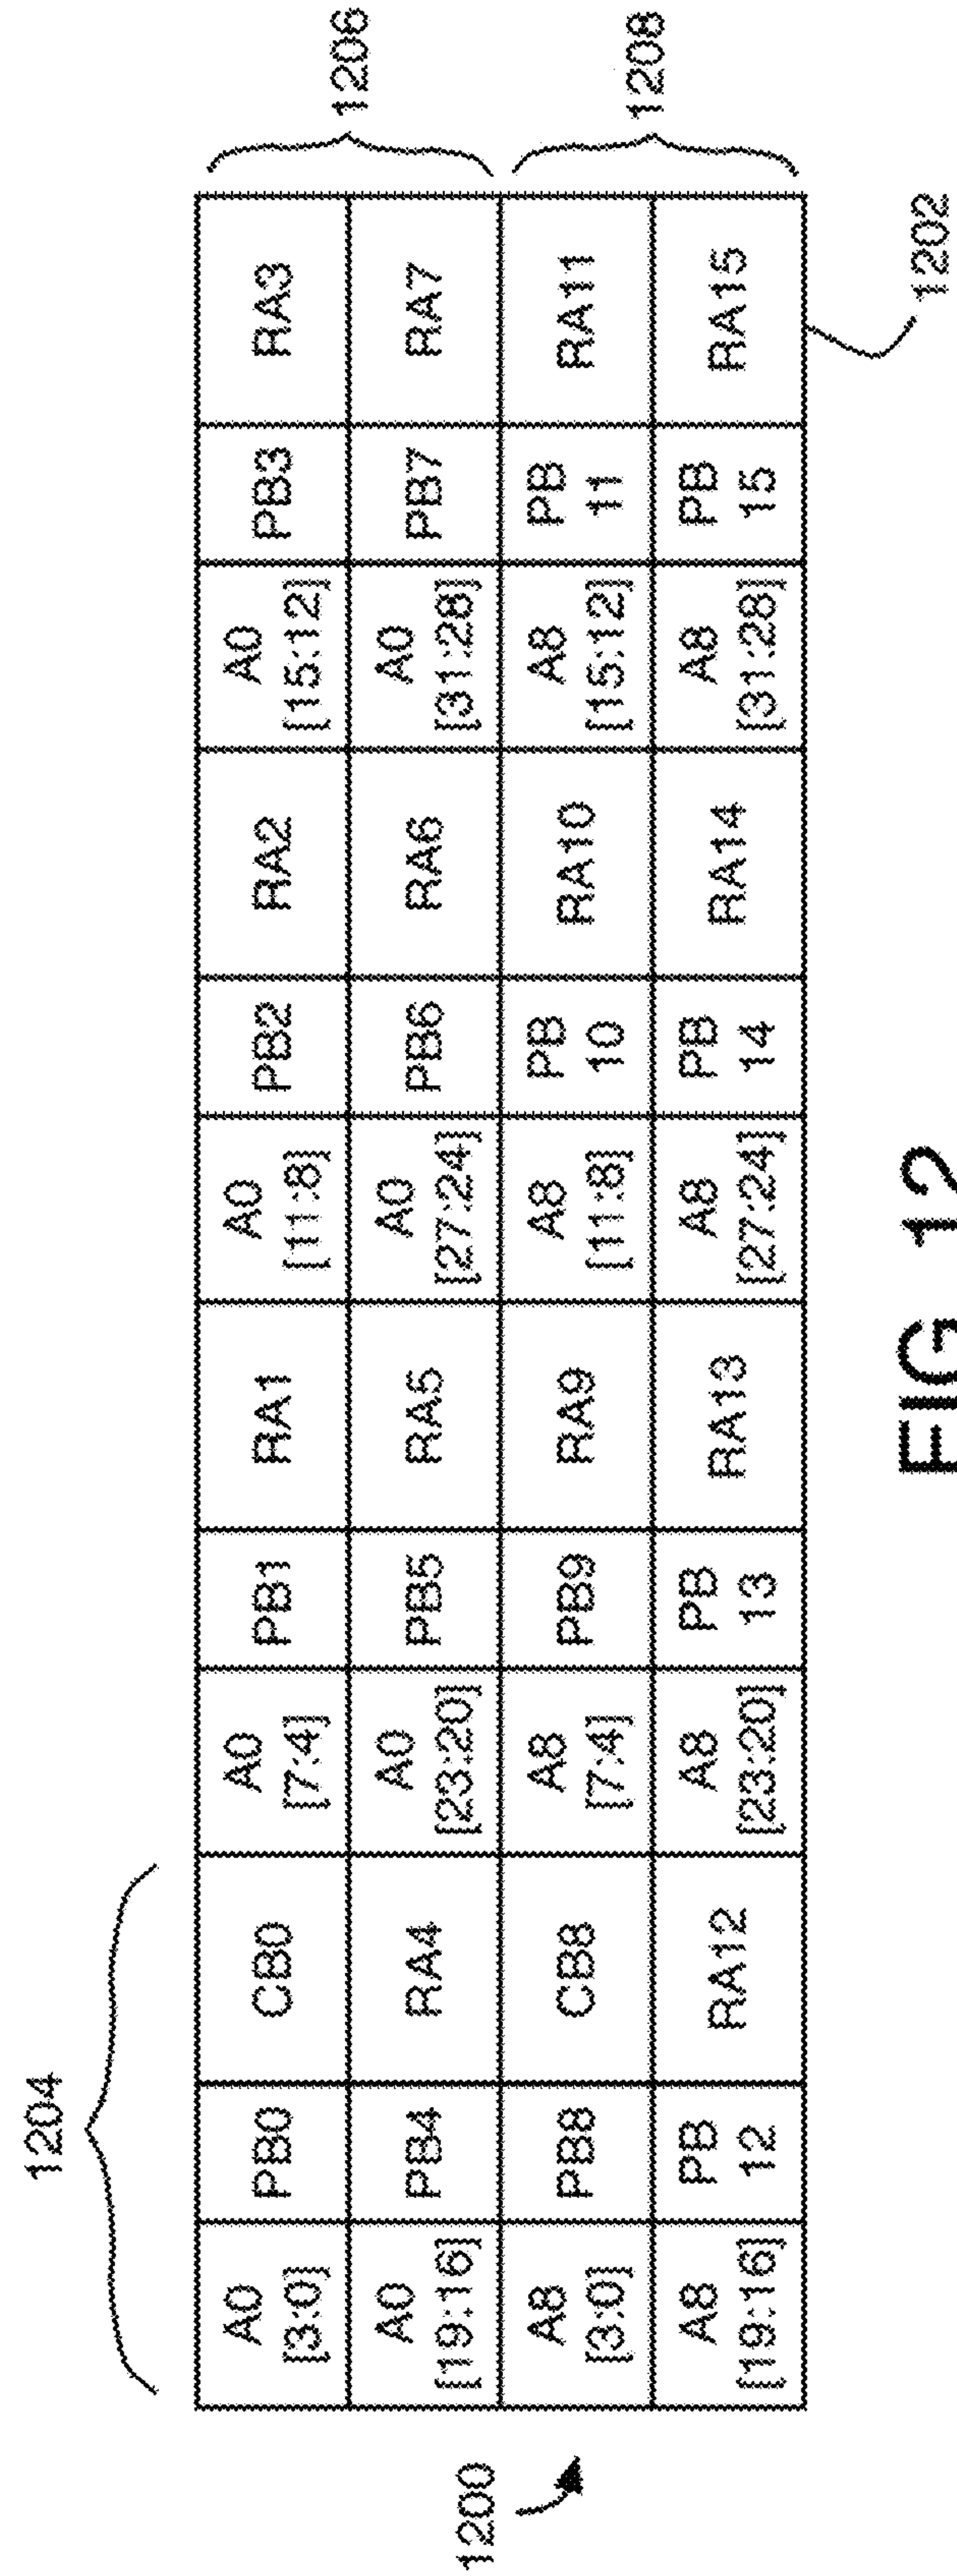 1200
1204
A0 [3:0] PB0 CB0 A0 [7:4] PB1 RA1 A0 [11:8] PB2 RA2 A0 [15:12] PB3 RA3
1206
A0 [19:16] PB4 RA4 A0 [23:20] PB5 RA5 A0 [27:24] PB6 RA6 A0 [31:28] PB7 RA7
A8 [3:0] PB8 CB8 A8 [7:4] PB9 RA9 A8 [11:8] PB 10 RA10 A8 [15:12] PB 11 RA11
1208
A8 [19:16] PB 12 RA12 A8 [23:20] PB 13 RA13 A8 [27:24] PB 14 RA14 A8 [31:28] PB 15 RA15
1202
FIG 12